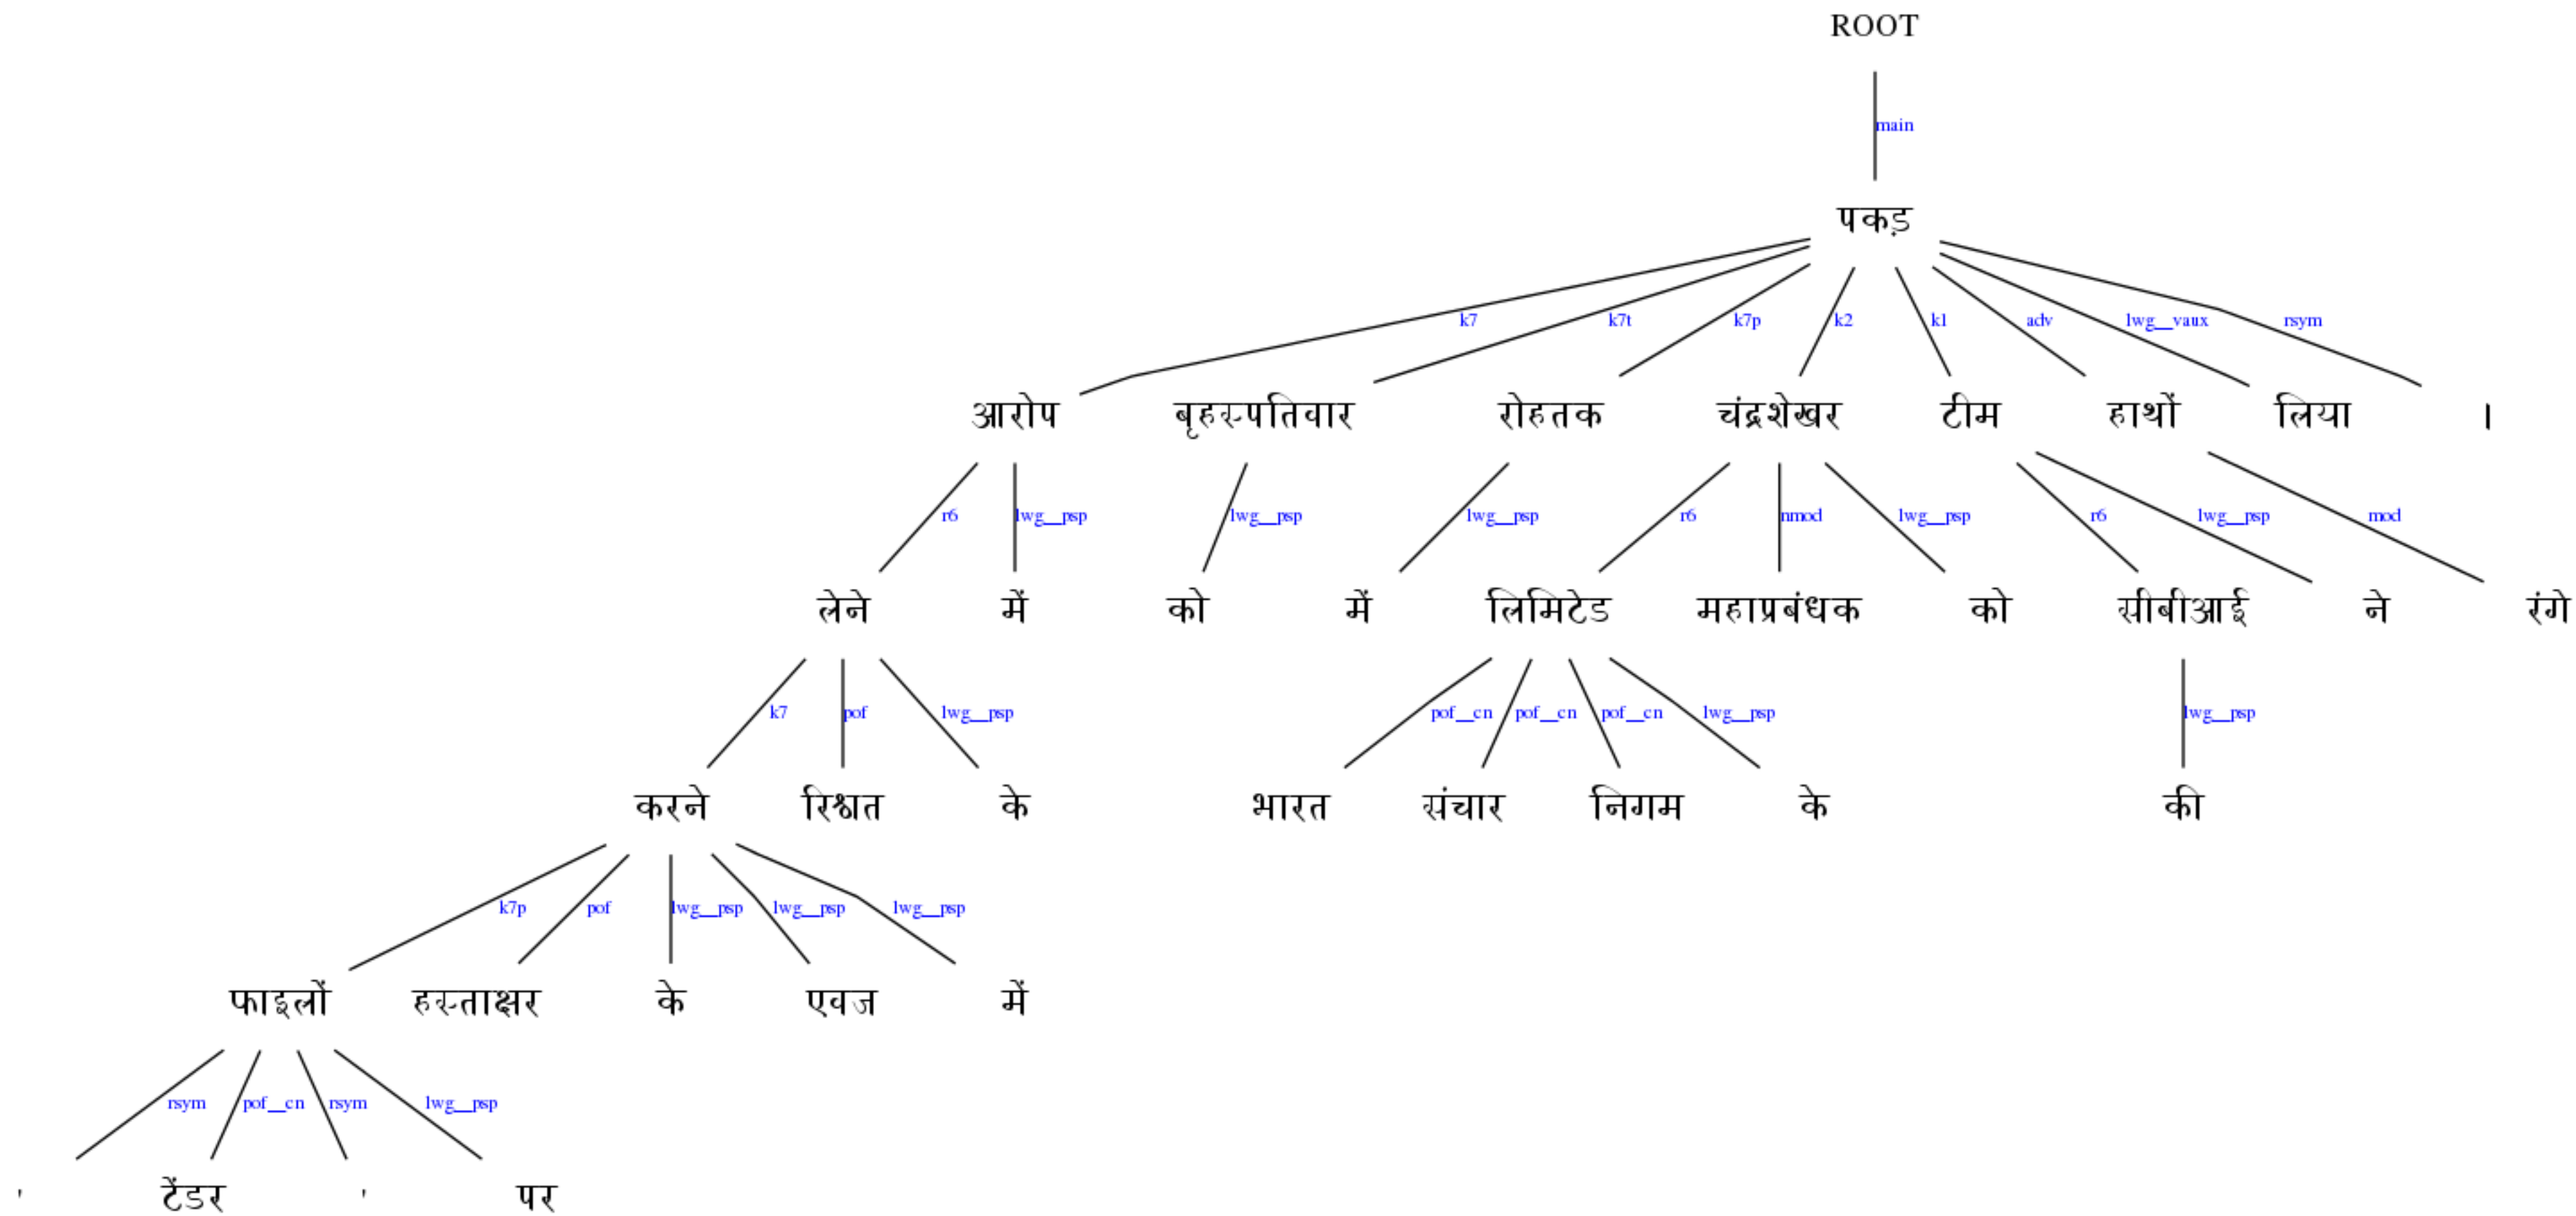 ROOT
main
पकड़
k7 k7t k7p k2 k1 adv lwg__vaux rsym
आरोप बृहस्पतिवार रोहतक चंद्रशेखर टीम हाथों लिया ।
r6 lwg__psp lwg__psp lwg__psp r6 nmod lwg__psp r6 lwg__psp mod
लेने में को में लिमिटेड महाप्रबंधक को सीबीआई ने रंगे
k7 pof lwg__psp pof__cn pof__cn pof__cn lwg__psp lwg__psp
करने रिश्वत के भारत संचार निगम के की
k7p pof lwg__psp lwg__psp lwg__psp
फाइलों हस्ताक्षर के एवज में
rsym pof__cn rsym lwg__psp
' टेंडर ' पर